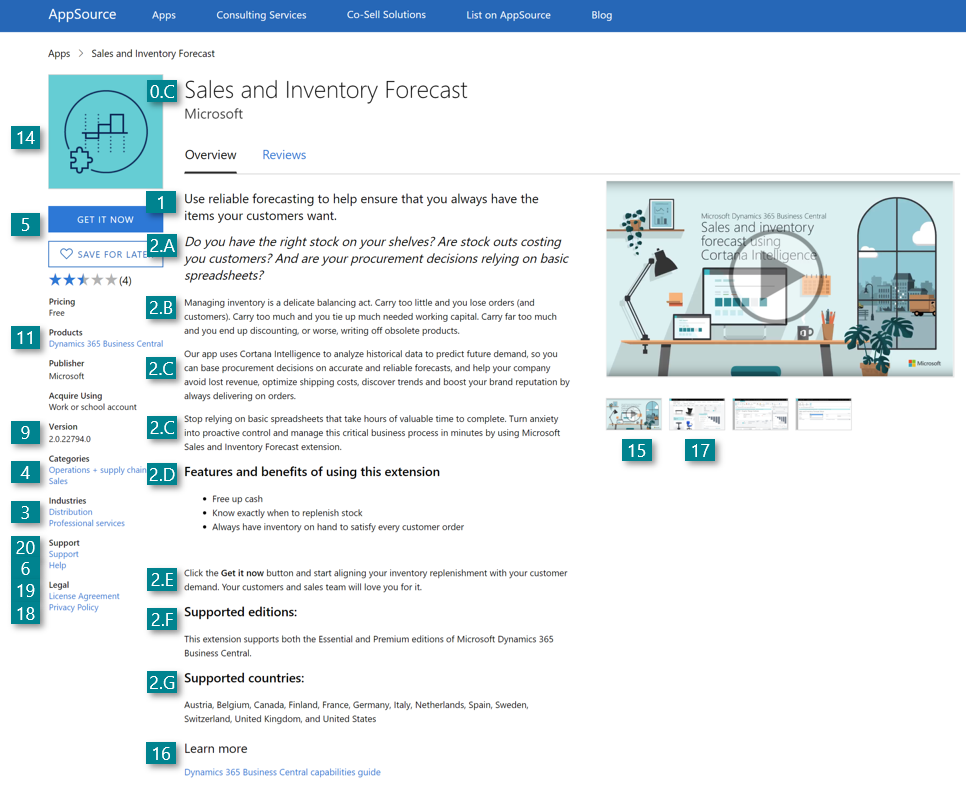 AppSource Apps Consulting Services Co-Sell Solutions List on AppSource Blog
Apps > Sales and Inventory Forecast
14
5
GET IT NOW
SAVE FOR LATE
(4)
Pricing
Free
11
Products
Dynamics 365 Business Central
Publisher
Microsoft
Acquire Using
Work or school account
9
Version
2.0.22794.0
4
Categories
Operations + supply chain
Sales
3
Industries
Distribution
Professional services
20
Support
Support
6
Help
19
Legal
License Agreement
18
Privacy Policy
0.C
Sales and Inventory Forecast
Microsoft
Overview Reviews
1
Use reliable forecasting to help ensure that you always have the
items your customers want.
2.A
Do you have the right stock on your shelves? Are stock outs costing
you customers? And are your procurement decisions relying on basic
spreadsheets?
2.B
Managing inventory is a delicate balancing act. Carry too little and you lose orders (and
customers). Carry too much and you tie up much needed working capital. Carry far too much
and you end up discounting, or worse, writing off obsolete products.
2.C
Our app uses Cortana Intelligence to analyze historical data to predict future demand, so you
can base procurement decisions on accurate and reliable forecasts, and help your company
avoid lost revenue, optimize shipping costs, discover trends and boost your brand reputation by
always delivering on orders.
2.C
Stop relying on basic spreadsheets that take hours of valuable time to complete. Turn anxiety
into proactive control and manage this critical business process in minutes by using Microsoft
Sales and Inventory Forecast extension.
2.D
Features and benefits of using this extension
• Free up cash
• Know exactly when to replenish stock
• Always have inventory on hand to satisfy every customer order
2.E
Click the Get it now button and start aligning your inventory replenishment with your customer
demand. Your customers and sales team will love you for it.
2.F
Supported editions:
This extension supports both the Essential and Premium editions of Microsoft Dynamics 365
Business Central.
2.G
Supported countries:
Austria, Belgium, Canada, Finland, France, Germany, Italy, Netherlands, Spain, Sweden,
Switzerland, United Kingdom, and United States
16
Learn more
Dynamics 365 Business Central capabilities guide
Microsoft Dynamics 365 Business Central
Sales and inventory
forecast using
Cortana Intelligence
Microsoft
15
17